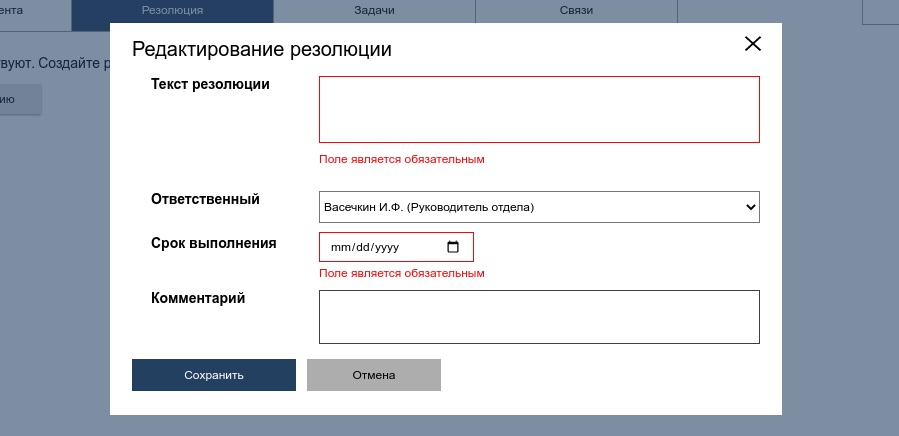 ента Резолюция Задачи Связи
вуют. Создайте р
ию
Редактирование резолюции
Текст резолюции
Поле является обязательным
Ответственный
Васечкин И.Ф. (Руководитель отдела)
Срок выполнения
mm/dd/yyyy
Поле является обязательным
Комментарий
Сохранить Отмена